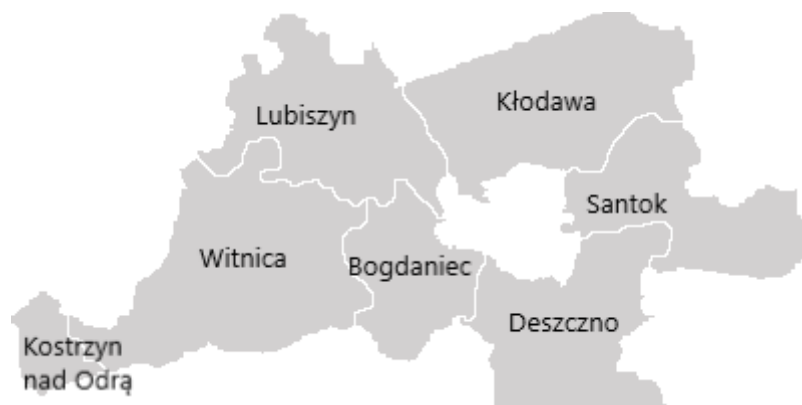 Kłodawa
Lubiszyn
Santok
Witnica
Bogdaniec
Deszczno
Kostrzyn
nad Odrą